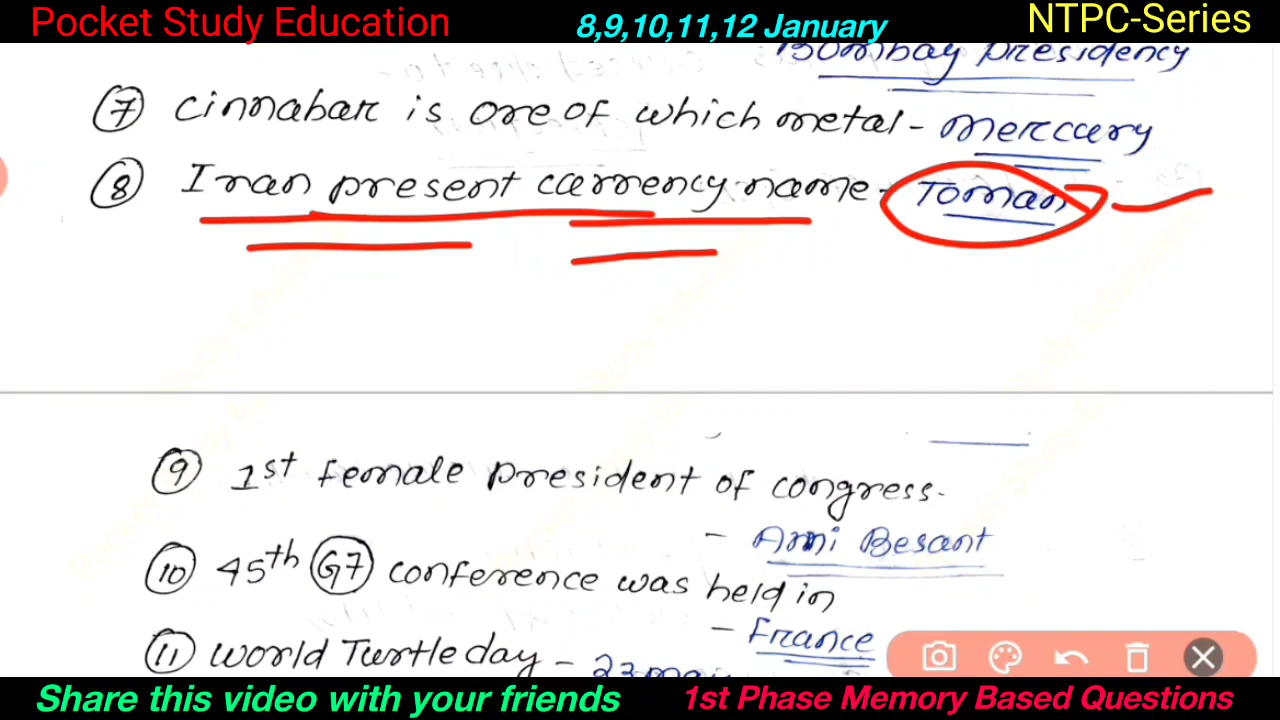 Pocket Study Education
8,9,10,11,12 January
NTPC-Series
Bombay presidency
7 Cinnabar is ore of which metal - mercury
8 Iran present currency name - Toman
9 1st female president of congress.
- Anni Besant
10 45th G7 conference was held in
- France
11 World Turtle day - 23 may
Share this video with your friends
1st Phase Memory Based Questions